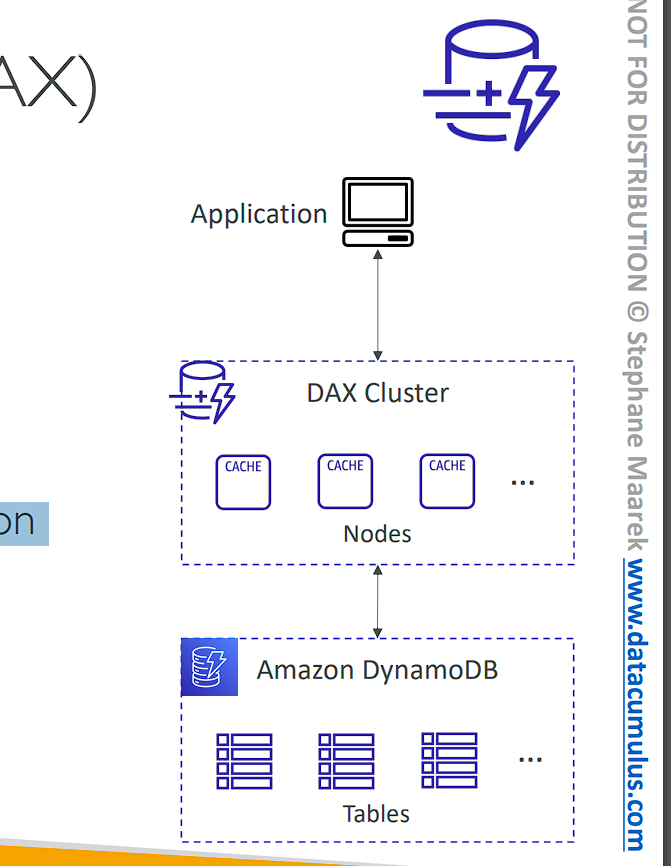 AX)
Application
DAX Cluster
CACHE CACHE CACHE ...
Nodes
on
Amazon DynamoDB
...
Tables
NOT FOR DISTRIBUTION © Stephane Maarek www.datacumulus.com